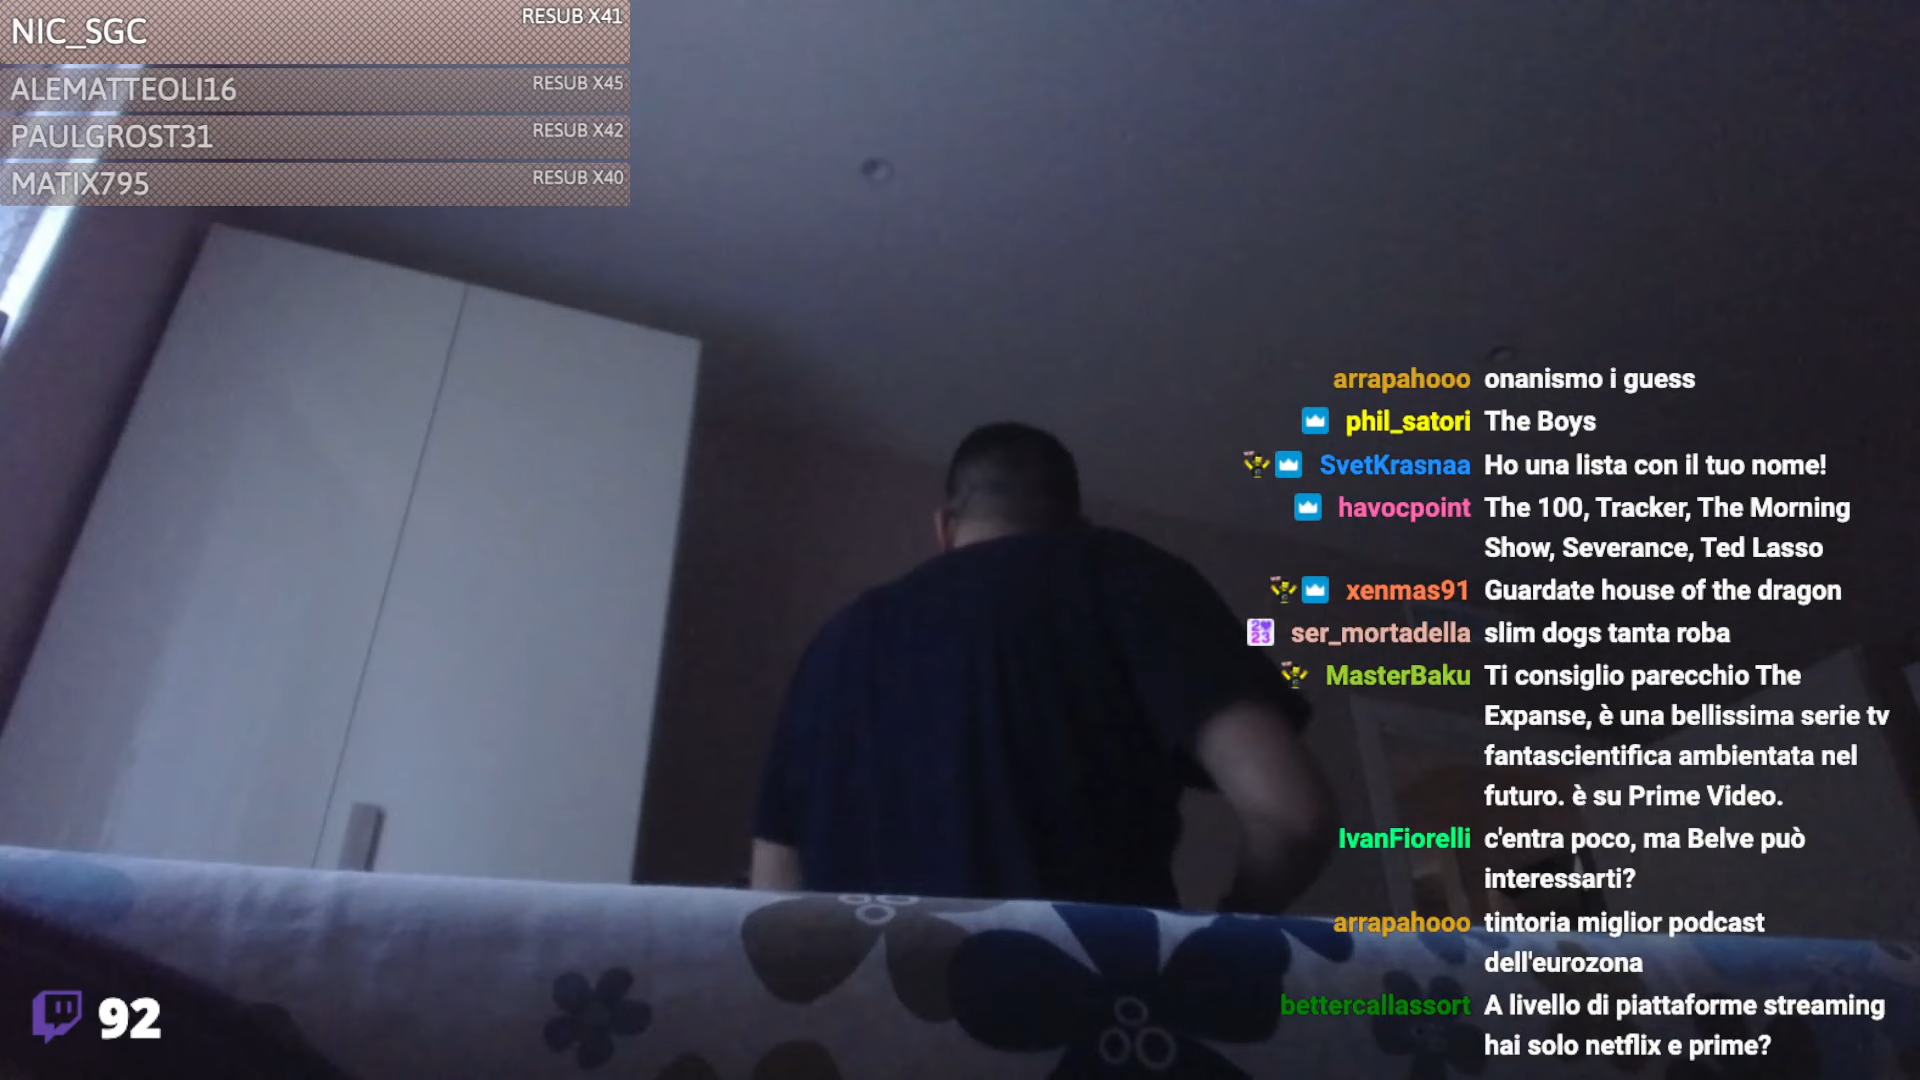 NIC_SGC RESUB X41
ALEMATTEOLI16 RESUB X45
PAULGROST31 RESUB X42
MATIX795 RESUB X40
arrapahooo onanismo i guess
phil_satori The Boys
SvetKrasnaa Ho una lista con il tuo nome!
havocpoint The 100, Tracker, The Morning
Show, Severance, Ted Lasso
xenmas91 Guardate house of the dragon
2023 ser_mortadella slim dogs tanta roba
MasterBaku Ti consiglio parecchio The
Expanse, è una bellissima serie tv
fantascientifica ambientata nel
futuro. è su Prime Video.
IvanFiorelli c'entra poco, ma Belve può
interessarti?
arrapahooo tintoria miglior podcast
dell'eurozona
bettercallassort A livello di piattaforme streaming
hai solo netflix e prime?
92